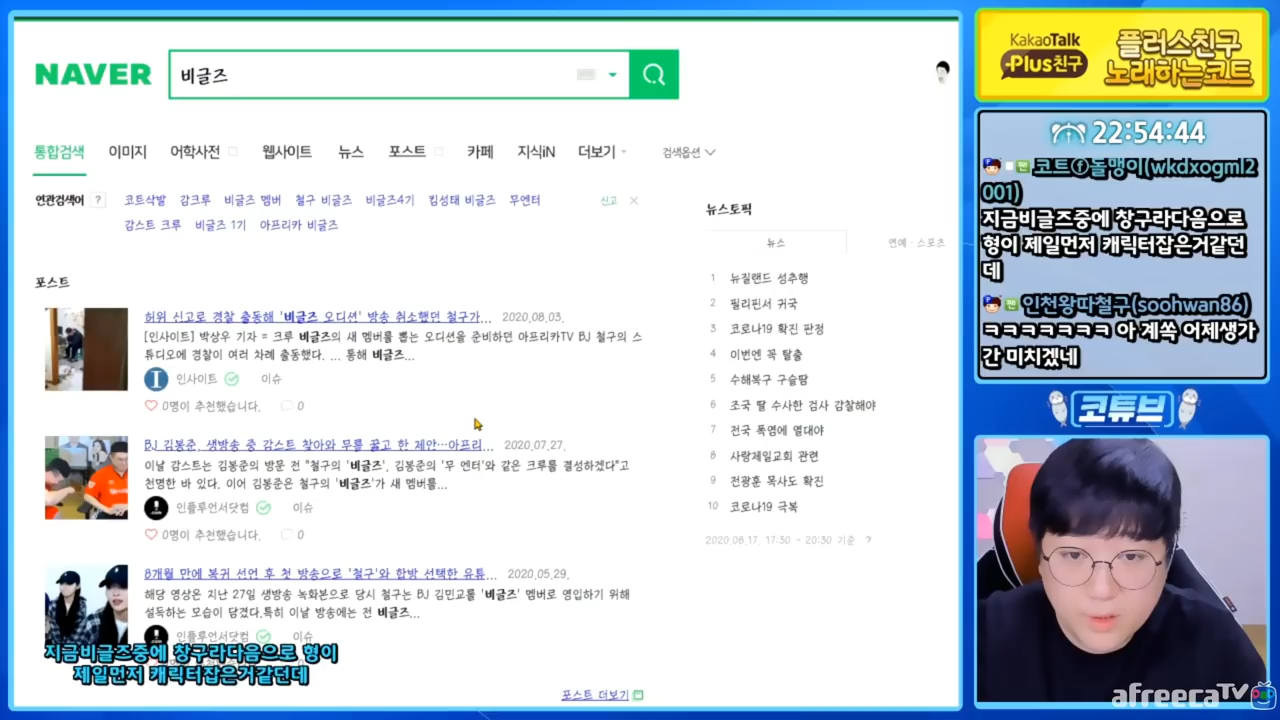 NAVER
비글즈
통합검색 이미지 어학사전 웹사이트 뉴스 포스트 카페 지식iN 더보기 검색옵션
연관검색어 ? 코트삭발 감크루 비글즈 멤버 철구 비글즈 비글즈4기 킴성태 비글즈 무엔터 신고
감스트 크루 비글즈 1기 아프리카 비글즈
포스트
허위 신고로 경찰 출동해 '비글즈 오디션' 방송 취소했던 철구가... 2020.08.03.
[인사이트] 박상우 기자 = 크루 비글즈의 새 멤버를 뽑는 오디션을 준비하던 아프리카TV BJ 철구의 스
튜디오에 경찰이 여러 차례 출동했다. ... 통해 비글즈...
인사이트 이슈
0명이 추천했습니다. 0
BJ 김봉준, 생방송 중 감스트 찾아와 무릎 꿇고 한 제안…아프리... 2020.07.27.
이날 감스트는 김봉준의 방문 전 "철구의 '비글즈', 김봉준의 '무 엔터'와 같은 크루를 결성하겠다"고
천명한 바 있다. 이어 김봉준은 철구의 '비글즈'가 새 멤버를...
인플루언서닷컴 이슈
0명이 추천했습니다. 0
8개월 만에 복귀 선언 후 첫 방송으로 '철구'와 합방 선택한 유튜... 2020.05.29.
해당 영상은 지난 27일 생방송 녹화본으로 당시 철구는 BJ 김민교를 '비글즈' 멤버로 영입하기 위해
설득하는 모습이 담겼다.특히 이날 방송에는 전 비글즈...
인플루언서닷컴 이슈
지금비글즈중에 창구라다음으로 형이
제일먼저 캐릭터잡은거같던데
포스트 더보기
뉴스토픽
뉴스 연예·스포츠
1 뉴질랜드 성추행
2 필리핀서 귀국
3 코로나19 확진 판정
4 이번엔 꼭 탈출
5 수해복구 구슬땀
6 조국 딸 수사한 검사 감찰해야
7 전국 폭염에 열대야
8 사랑제일교회 관련
9 전광훈 목사도 확진
10 코로나19 극복
2020.08.17. 17:30 ~ 20:30 기준 ?
KakaoTalk
Plus친구
플러스친구
노래하는코트
22:54:44
코트ⓕ돌맹이(wkdxogml2
001)
지금비글즈중에 창구라다음으로
형이 제일먼저 캐릭터잡은거같던
데
인천왕따철구(soohwan86)
ㅋㅋㅋㅋㅋㅋㅋ 아 계쏙 어제생가
간 미치겠네
코튜브
afreecaTV